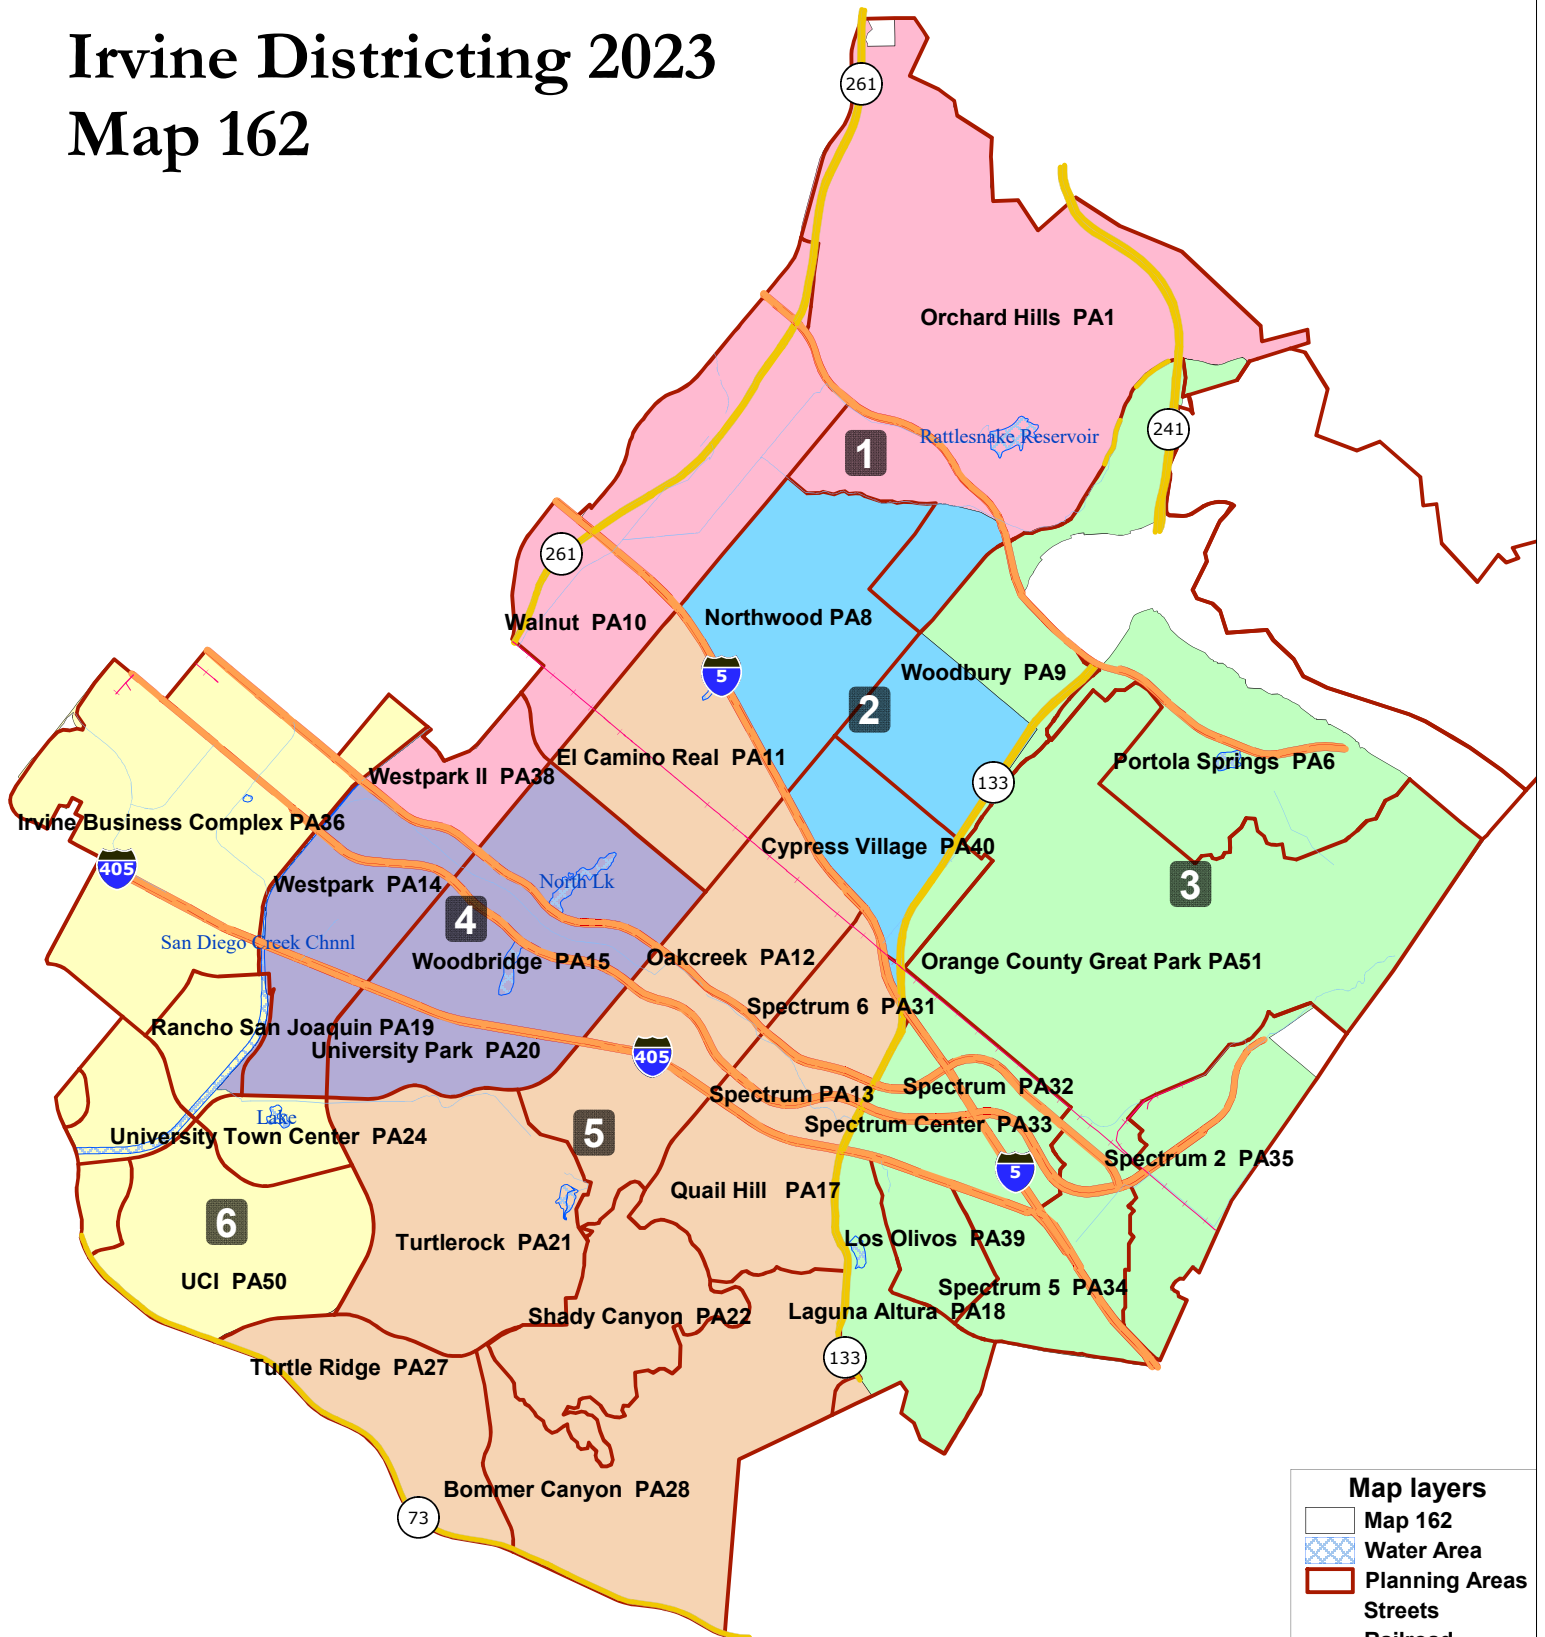 Irvine Districting 2023
Map 162
261
Orchard Hills PA1
241
Rattlesnake Reservoir
1
261
Walnut PA10
Northwood PA8
5
Woodbury PA9
2
El Camino Real PA11
Portola Springs PA6
Westpark II PA38
133
Irvine Business Complex PA36
Cypress Village PA40
405
Westpark PA14
North Lk
3
4
San Diego Creek Chnnl
Woodbridge PA15
Oakcreek PA12
Orange County Great Park PA51
Spectrum 6 PA31
Rancho San Joaquin PA19
University Park PA20
405
Spectrum PA32
Spectrum PA13
Lake
Spectrum Center PA33
University Town Center PA24
5
Spectrum 2 PA35
5
Quail Hill PA17
6
Turtlerock PA21
Los Olivos PA39
UCI PA50
Spectrum 5 PA34
Shady Canyon PA22
Laguna Altura PA18
133
Turtle Ridge PA27
Bommer Canyon PA28
73
Map layers
Map 162
Water Area
Planning Areas
Streets
Railroad